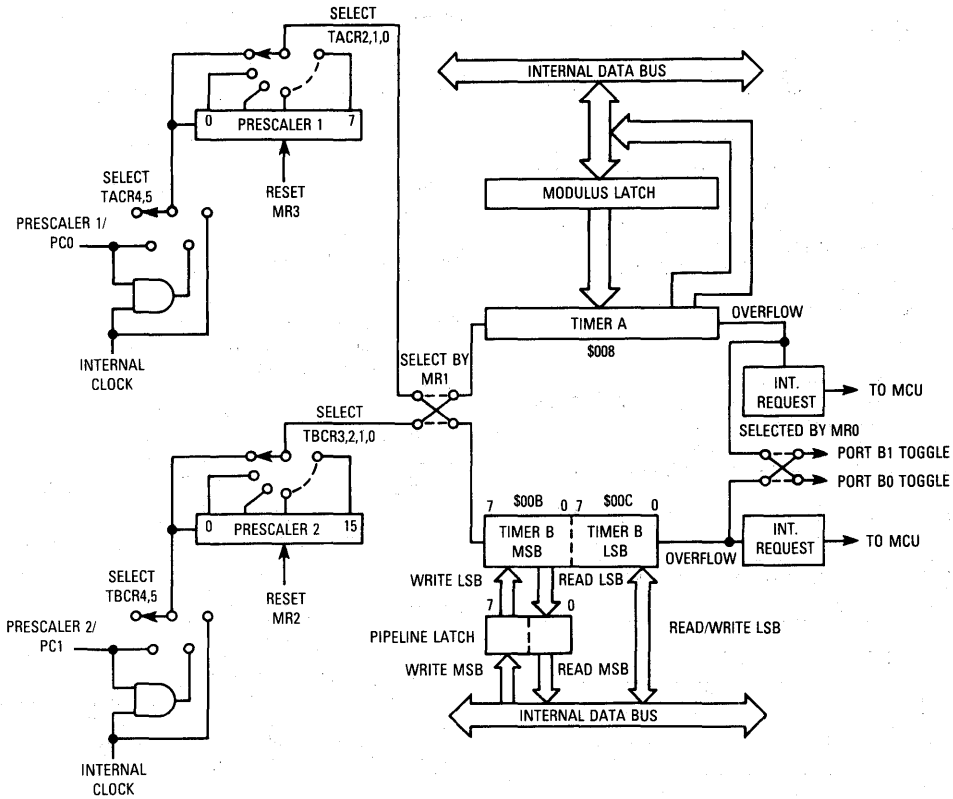 SELECT
TACR2,1,0
0 PRESCALER 1 7
RESET
MR3
SELECT
TACR4,5
PRESCALER 1/
PC0
INTERNAL
CLOCK
INTERNAL DATA BUS
MODULUS LATCH
TIMER A
$008
OVERFLOW
INT.
REQUEST
TO MCU
SELECT BY
MR1
SELECTED BY MR0
PORT B1 TOGGLE
PORT B0 TOGGLE
SELECT
TBCR3,2,1,0
0 PRESCALER 2 15
RESET
MR2
SELECT
TBCR4,5
PRESCALER 2/
PC1
INTERNAL
CLOCK
7 $00B 0 7 $00C 0
TIMER B
MSB
TIMER B
LSB
OVERFLOW
INT.
REQUEST
TO MCU
WRITE LSB
READ LSB
7 0
PIPELINE LATCH
READ/WRITE LSB
WRITE MSB
READ MSB
INTERNAL DATA BUS